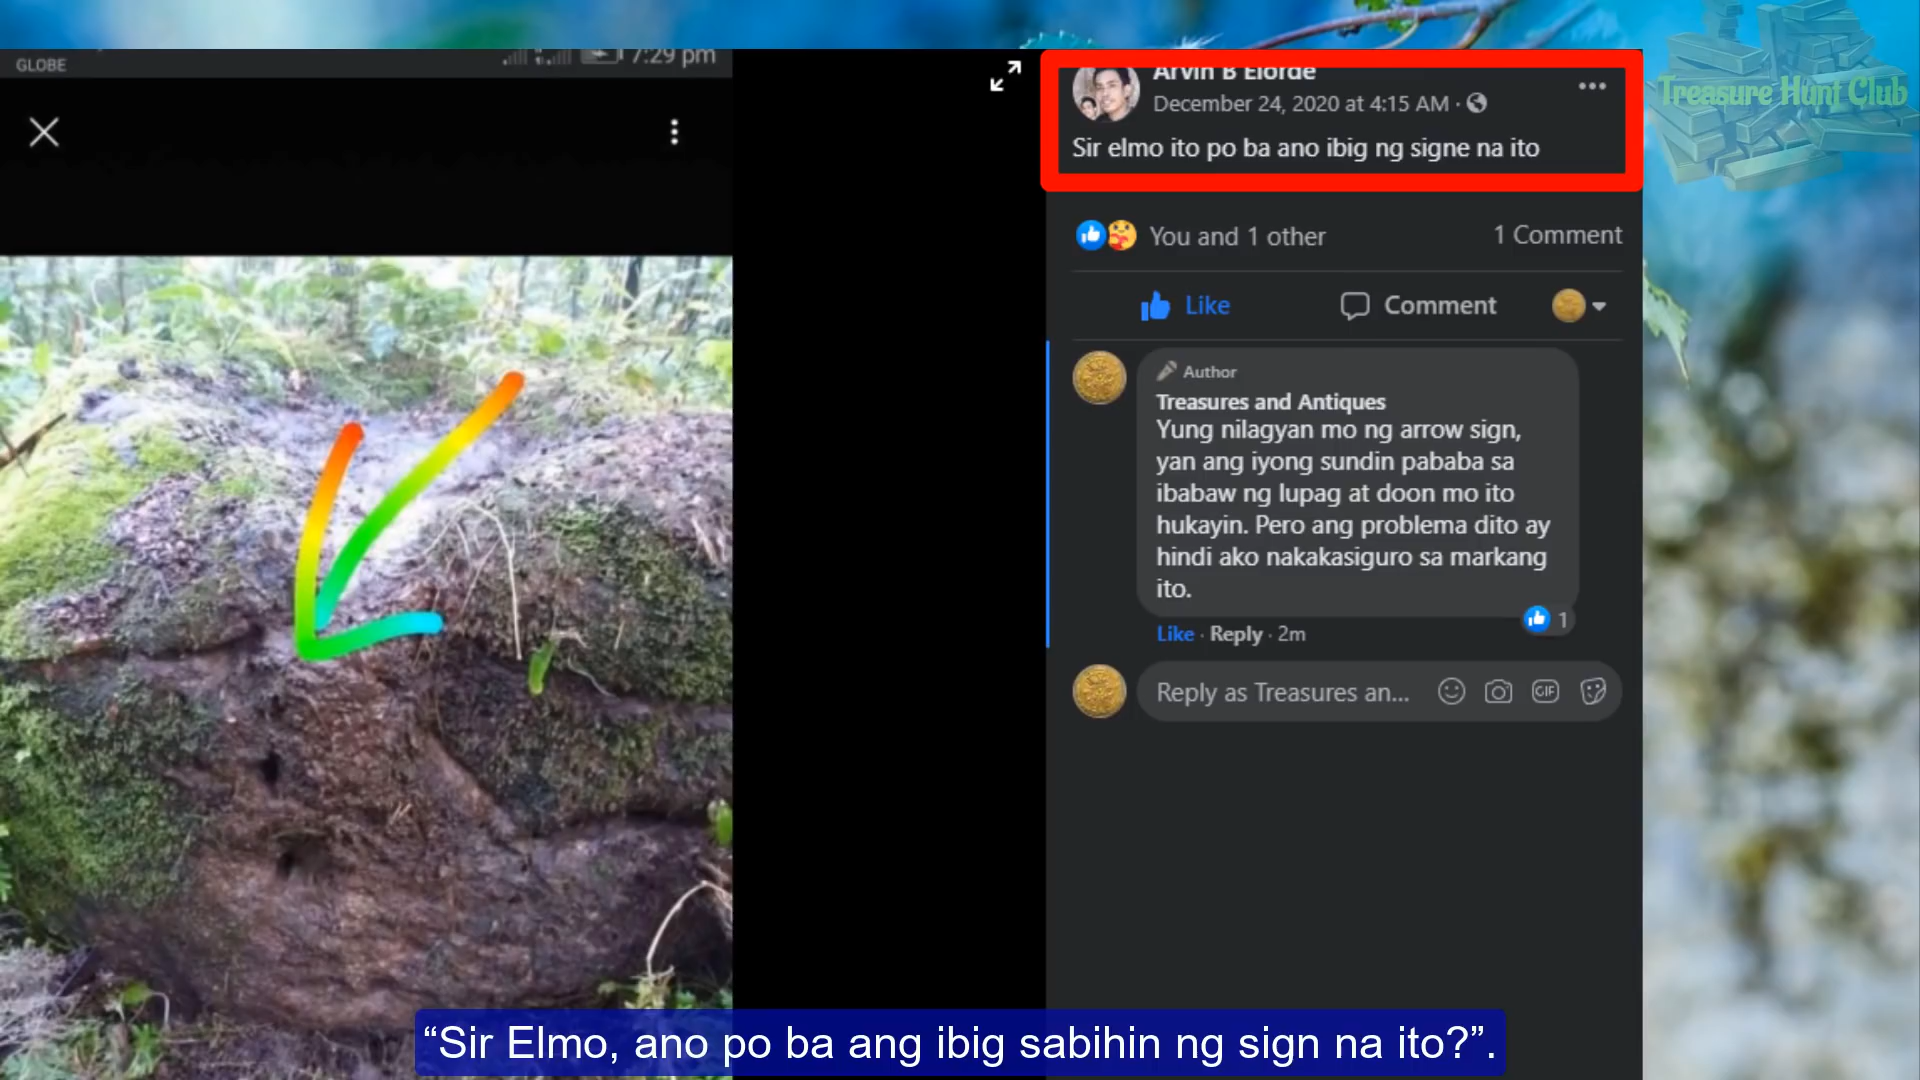 GLOBE
7:29 pm
Treasure Hunt Club
Arvin B Elorde
December 24, 2020 at 4:15 AM ·
Sir elmo ito po ba ano ibig ng signe na ito
You and 1 other
1 Comment
Like
Comment
Author
Treasures and Antiques
Yung nilagyan mo ng arrow sign,
yan ang iyong sundin pababa sa
ibabaw ng lupag at doon mo ito
hukayin. Pero ang problema dito ay
hindi ako nakakasiguro sa markang
ito.
1
Like · Reply · 2m
Reply as Treasures an...
GIF
“Sir Elmo, ano po ba ang ibig sabihin ng sign na ito?”.